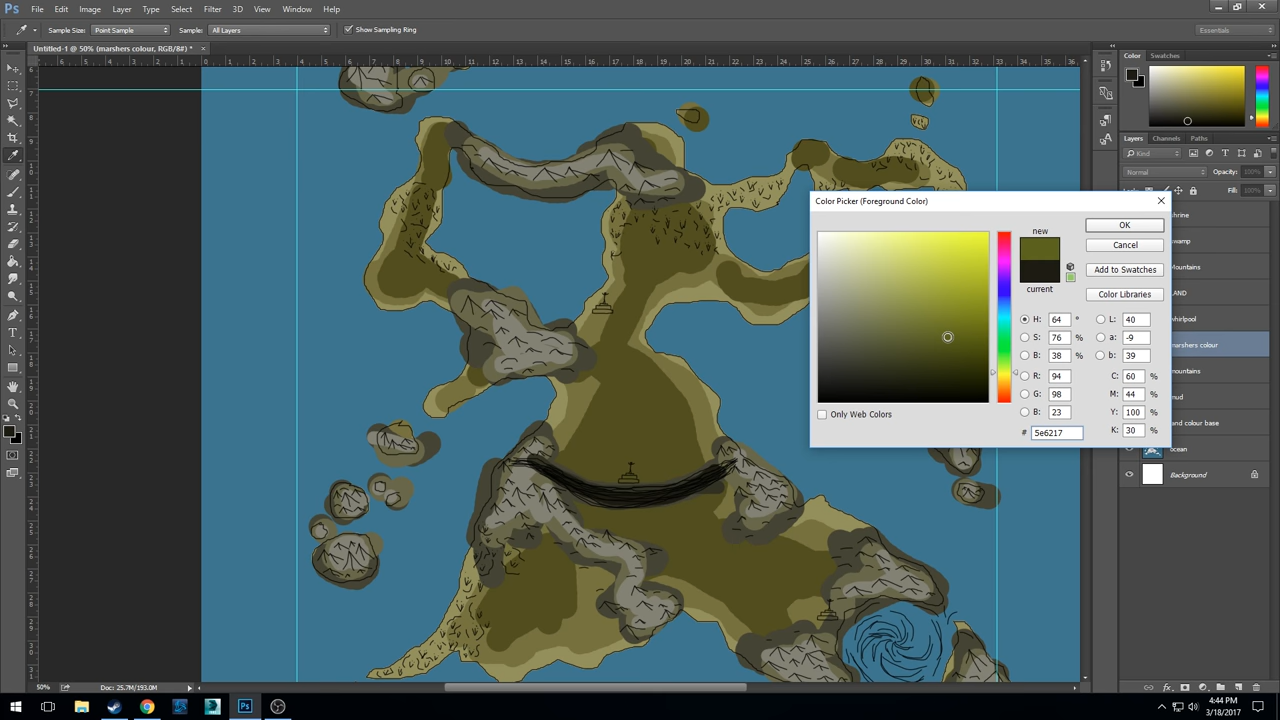 Ps File Edit Image Layer Type Select Filter 3D View Window Help
Sample Size: Point Sample Sample: All Layers Show Sampling Ring Essentials
Untitled-1 @ 50% (marshers colour, RGB/8#) * ×
Color Swatches
Layers Channels Paths
Kind
Normal Opacity: 100%
Fill: 100%
shrine
swamp
Mountains
LAND
whirlpool
marshers colour
mountains
mud
and colour base
ocean
Background
Color Picker (Foreground Color)
new
current
OK
Cancel
Add to Swatches
Color Libraries
H: 64 ° L: 40
S: 76 % a: -9
B: 38 % b: 39
R: 94 C: 60 %
G: 98 M: 44 %
B: 23 Y: 100 %
# 5e6217 K: 30 %
Only Web Colors
50% Doc: 25.7M/193.0M
4:44 PM
3/18/2017